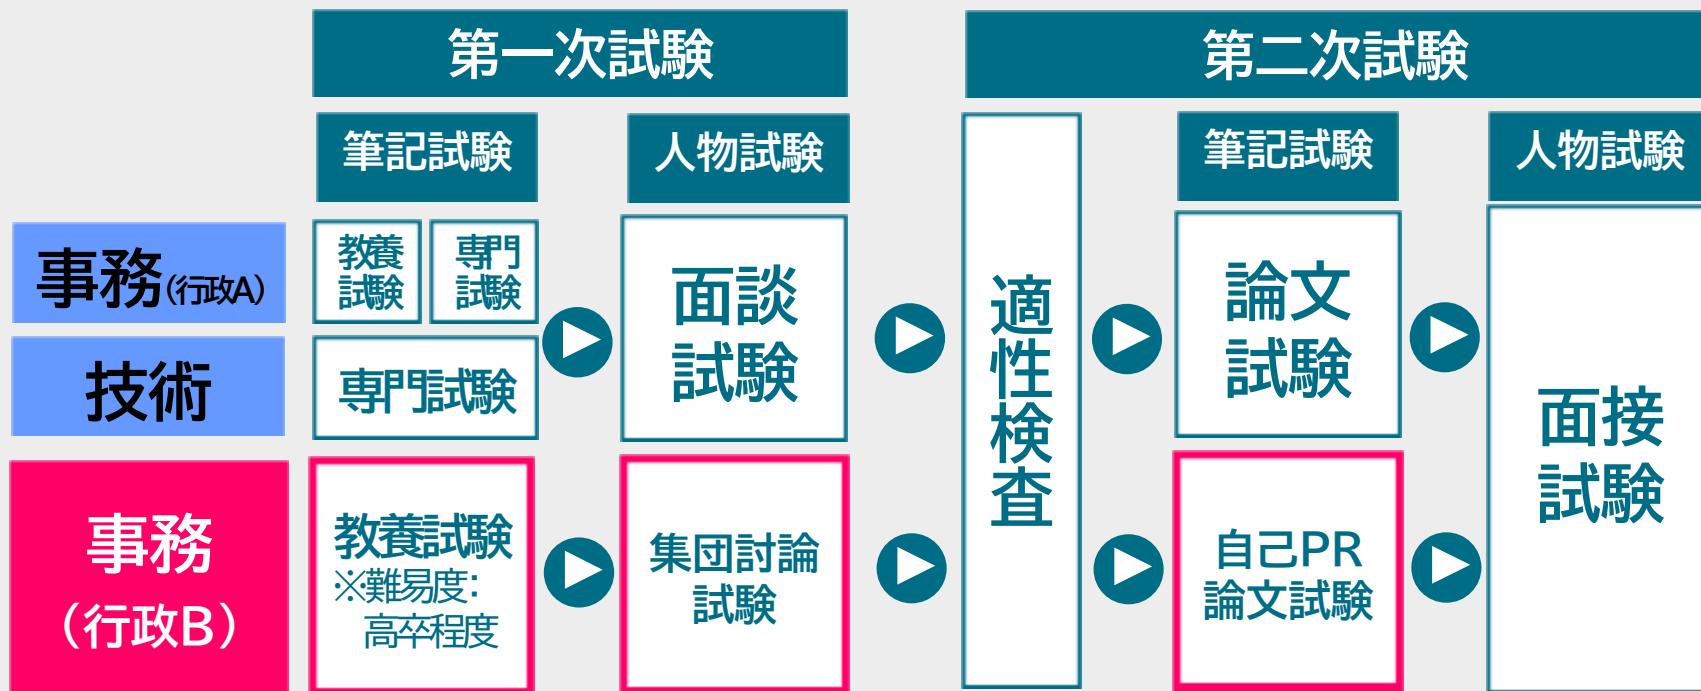 第一次試験
第二次試験
筆記試験
人物試験
筆記試験
人物試験
事務(行政A)
教養
試験
専門
試験
技術
専門試験
面談
試験
適性検査
論文
試験
面接
試験
事務
（行政B）
教養試験
※難易度：
高卒程度
集団討論
試験
自己PR
論文試験